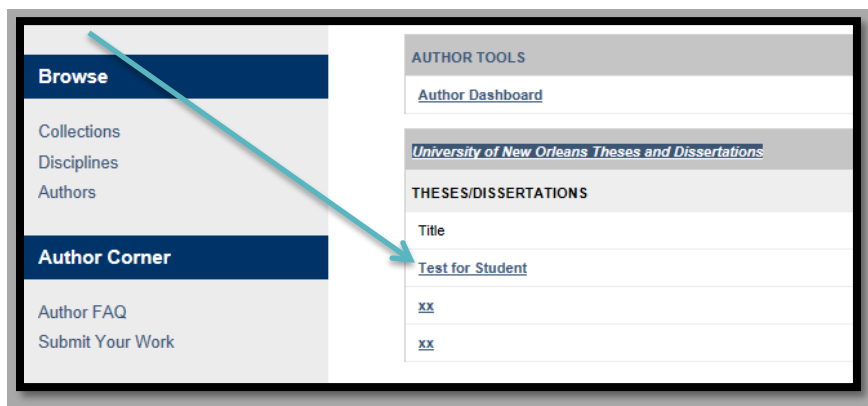 Browse
Collections
Disciplines
Authors
Author Corner
Author FAQ
Submit Your Work
AUTHOR TOOLS
Author Dashboard
University of New Orleans Theses and Dissertations
THESES/DISSERTATIONS
Title
Test for Student
xx
xx